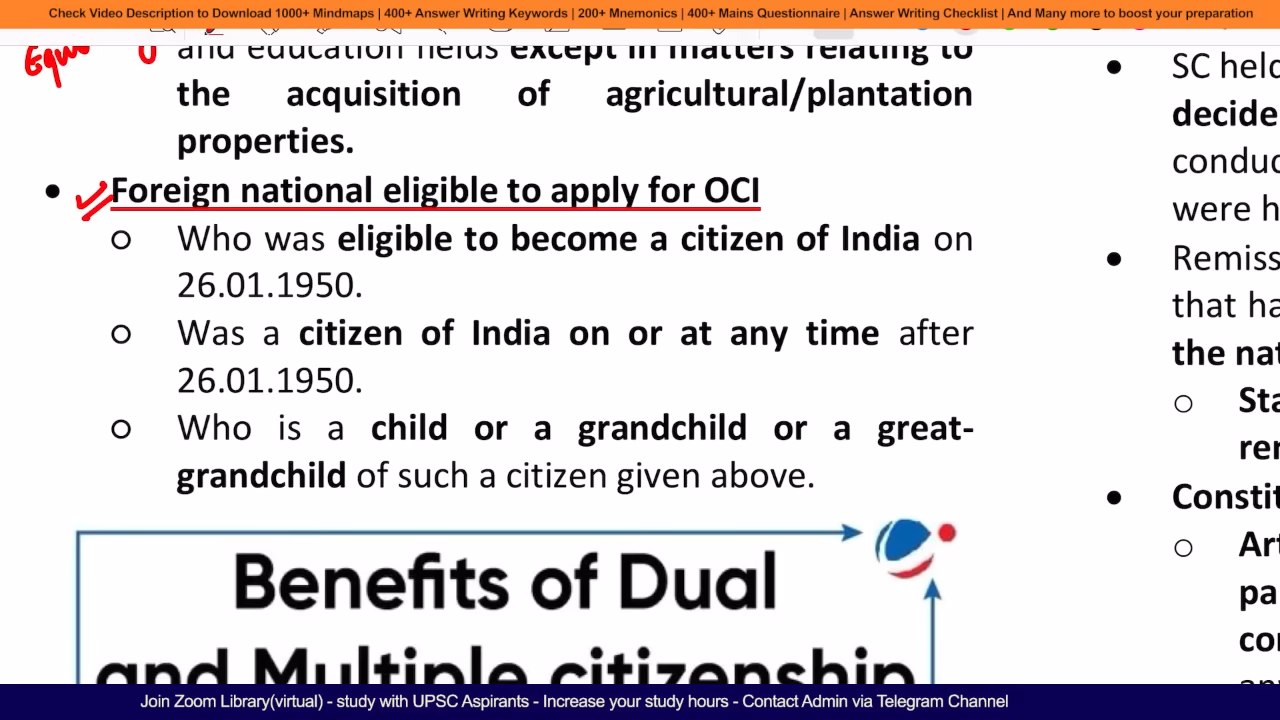 Check Video Description to Download 1000+ Mindmaps | 400+ Answer Writing Keywords | 200+ Mnemonics | 400+ Mains Questionnaire | Answer Writing Checklist | And Many more to boost your preparation
and education fields except in matters relating to
the acquisition of agricultural/plantation
properties.
• Foreign national eligible to apply for OCI
o Who was eligible to become a citizen of India on
26.01.1950.
o Was a citizen of India on or at any time after
26.01.1950.
o Who is a child or a grandchild or a great-
grandchild of such a citizen given above.
Benefits of Dual
and Multiple citizenship
• SC held
decide
conduc
were h
• Remiss
that ha
the nat
o Sta
rem
• Constit
o Art
pa
con
Join Zoom Library(virtual) - study with UPSC Aspirants - Increase your study hours - Contact Admin via Telegram Channel